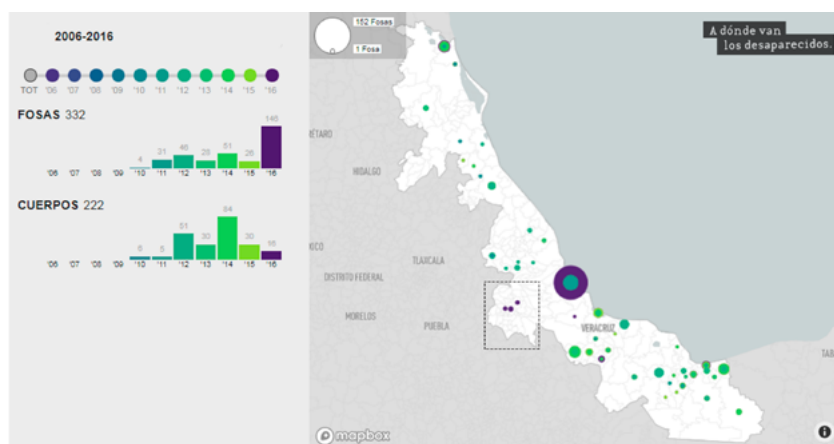 2006-2016
TOT '06 '07 '08 '09 '10 '11 '12 '13 '14 '15 '16
FOSAS 332
4 31 46 28 51 26 146
'06 '07 '08 '09 '10 '11 '12 '13 '14 '15 '16
CUERPOS 222
6 5 51 30 84 30 16
'06 '07 '08 '09 '10 '11 '12 '13 '14 '15 '16
152 Fosas
1 Fosa
A dónde van
los desaparecidos.
ÉTARO
HIDALGO
XICO
TLAXCALA
DISTRITO FEDERAL
MORELOS
PUEBLA
VERACRUZ
TAB
mapbox
i